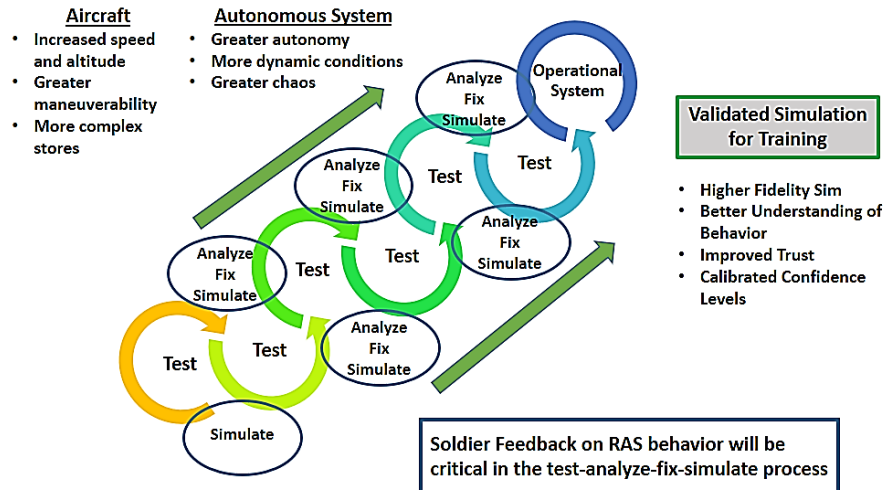 Aircraft
• Increased speed
and altitude
• Greater
maneuverability
• More complex
stores
Autonomous System
• Greater autonomy
• More dynamic conditions
• Greater chaos
Analyze
Fix
Simulate
Operational
System
Validated Simulation
for Training
Analyze
Fix
Simulate
Test
Test
• Higher Fidelity Sim
• Better Understanding of
Behavior
• Improved Trust
• Calibrated Confidence
Levels
Analyze
Fix
Simulate
Analyze
Fix
Simulate
Test
Test
Analyze
Fix
Simulate
Test
Test
Simulate
Soldier Feedback on RAS behavior will be
critical in the test-analyze-fix-simulate process